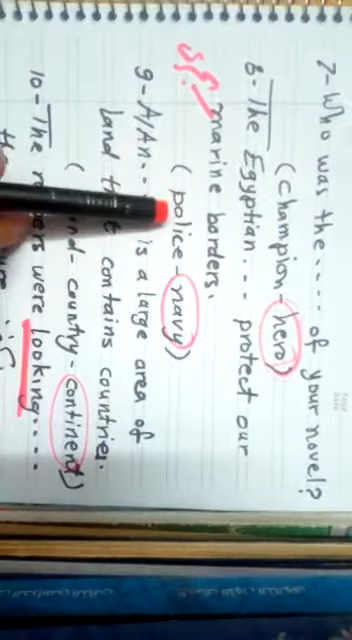 7-Who was the.... of your novel?
(champion-hero)
8-The Egyptian... protect our
marine borders.
(police-navy)
9-A/An... is a large area of
land that contains countries.
(country-continent)
10-The were looking....